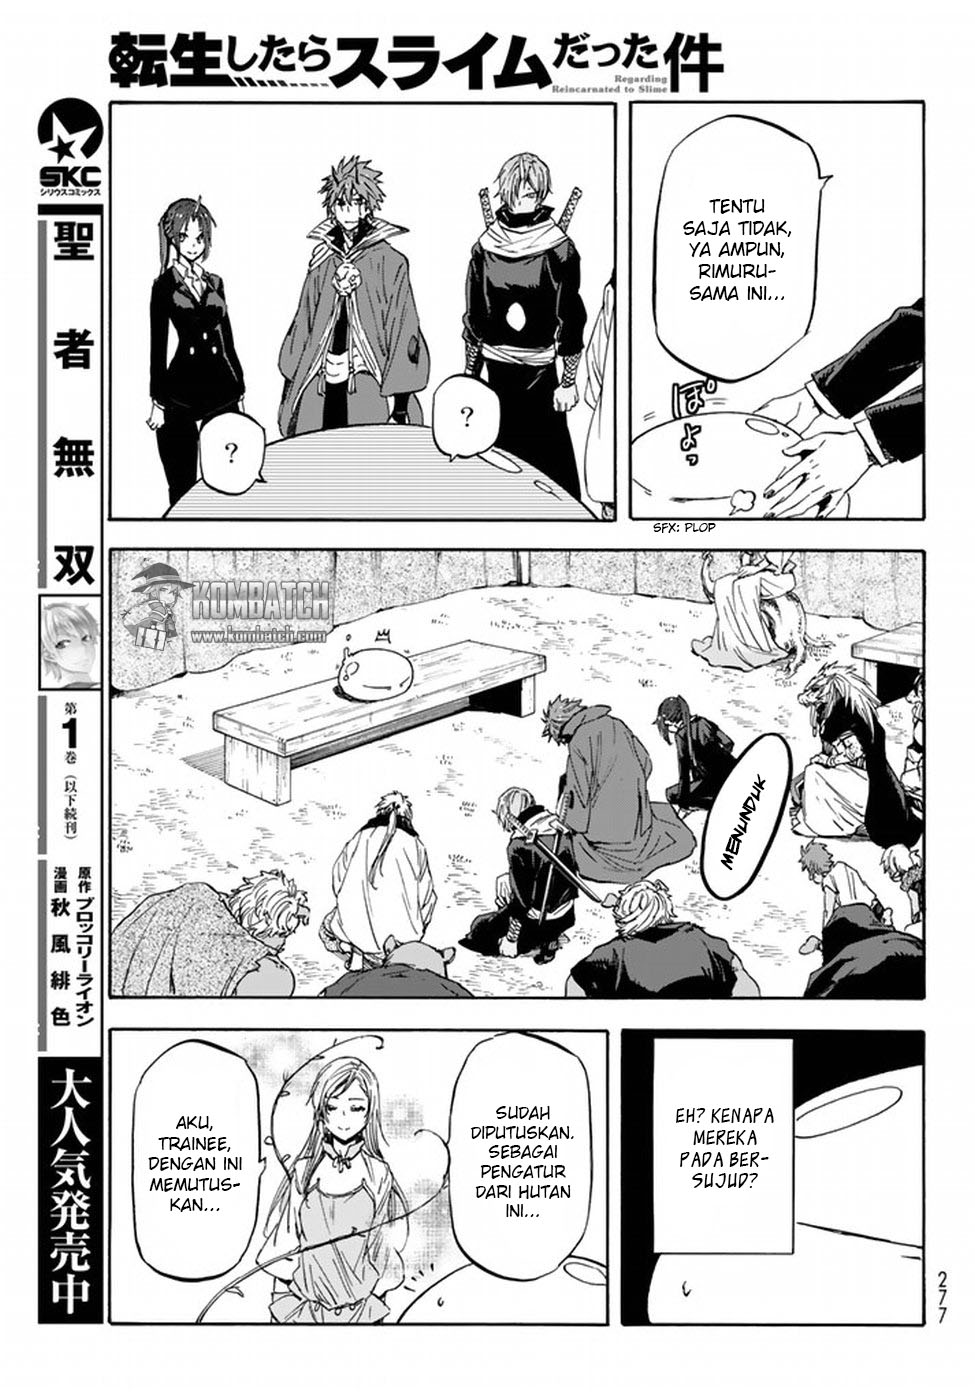 転生したらスライムだった件
Regarding
Reincarnated to Slime
TENTU
SAJA TIDAK,
YA AMPUN,
RIMURU-
SAMA INI...
ぽよっ
SFX: PLOP
?
?
KOMBATCH
www.kombatch.com
MENUNDUK
EH? KENAPA
MEREKA
PADA BER-
SUJUD?
SUDAH
DIPUTUSKAN.
SEBAGAI
PENGATUR
DARI HUTAN
INI...
AKU,
TRAINEE,
DENGAN INI
MEMUTUS-
KAN...
SKC
シリウスコミックス
聖者無双
第1巻(以下続刊)
原作 ブロッコリーライオン
漫画 秋風緋色
大人気発売中
277